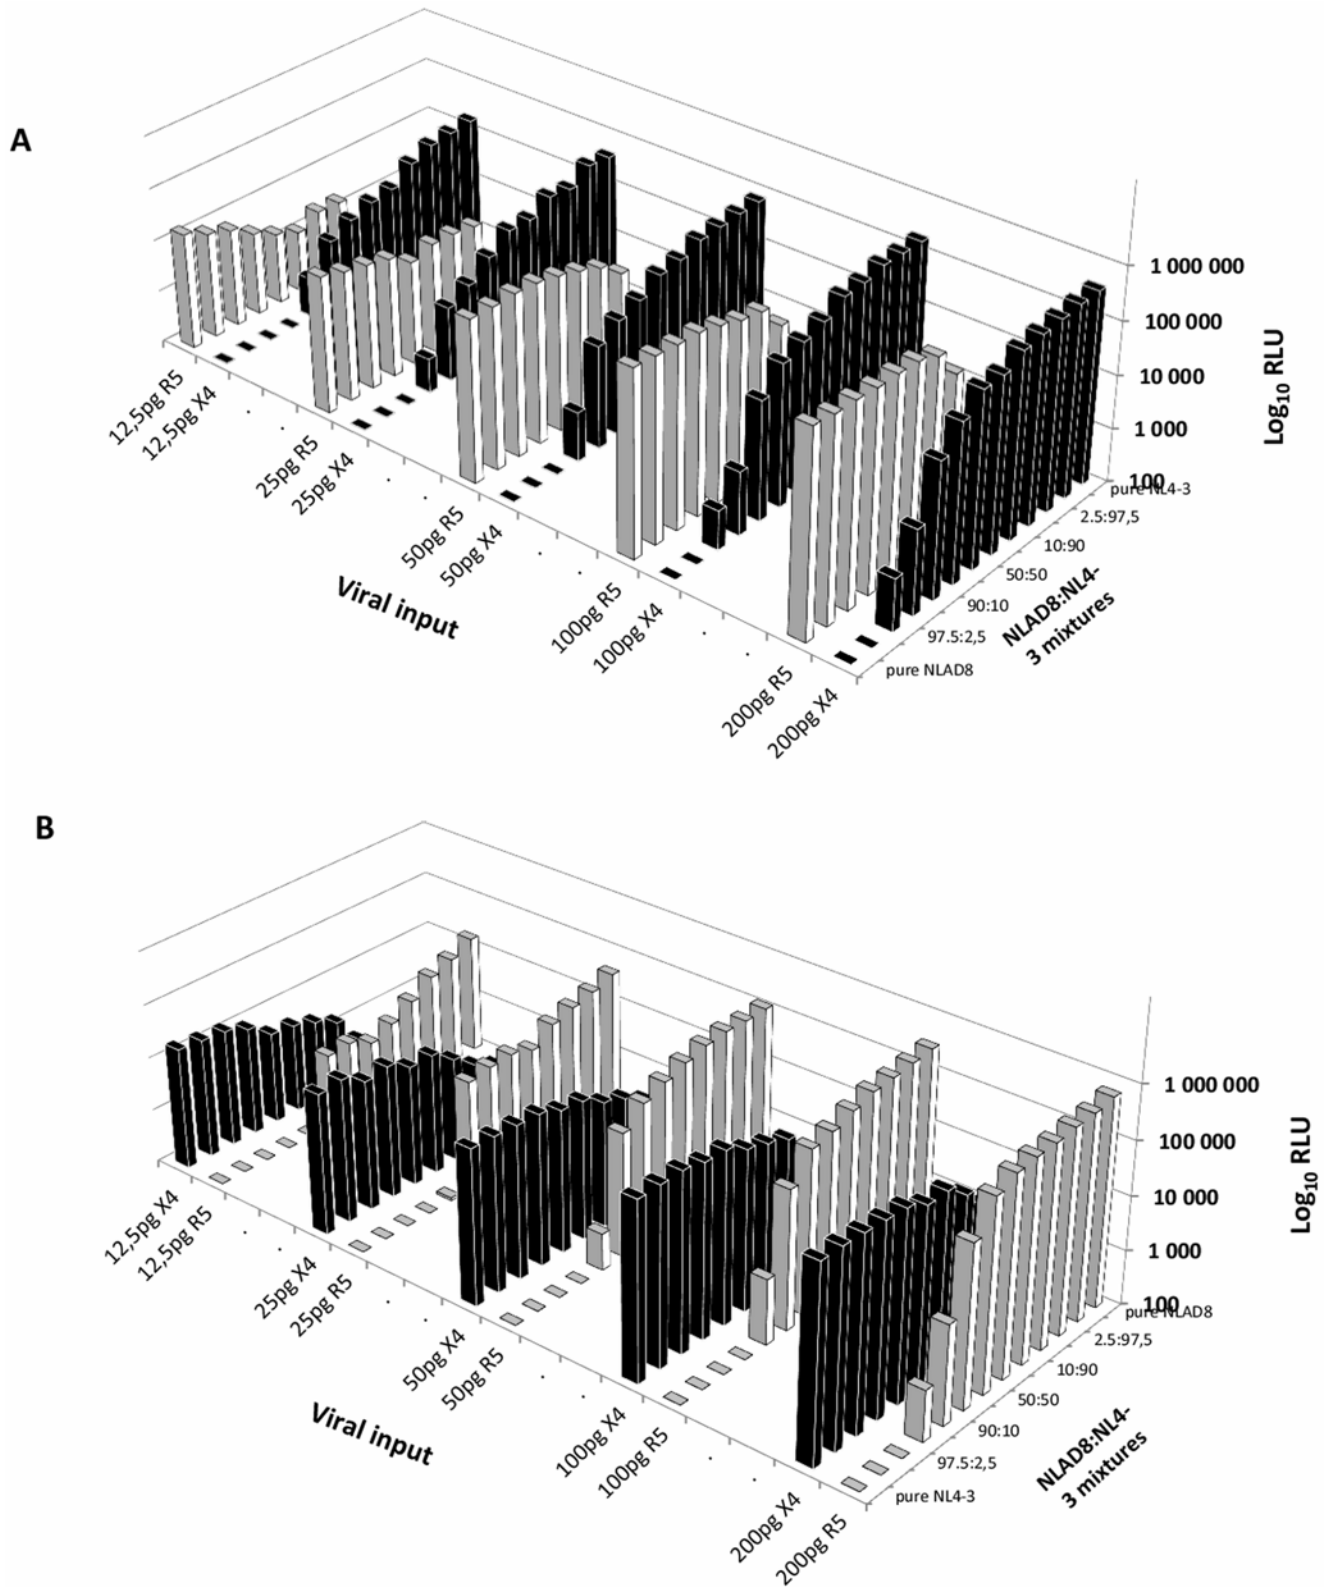 A
1 000 000
100 000
10 000
1 000
100
Log10 RLU
pure NL4-3
2.5:97,5
10:90
50:50
90:10
97.5:2,5
pure NLAD8
NLAD8:NL4-
3 mixtures
12,5pg R5
12,5pg X4
.
.
25pg R5
25pg X4
.
.
50pg R5
50pg X4
.
.
100pg R5
100pg X4
.
.
200pg R5
200pg X4
Viral input
B
1 000 000
100 000
10 000
1 000
100
Log10 RLU
pure NLAD8
2.5:97,5
10:90
50:50
90:10
97.5:2,5
pure NL4-3
NLAD8:NL4-
3 mixtures
12,5pg X4
12,5pg R5
.
.
25pg X4
25pg R5
.
.
50pg X4
50pg R5
.
.
100pg X4
100pg R5
.
.
200pg X4
200pg R5
Viral input